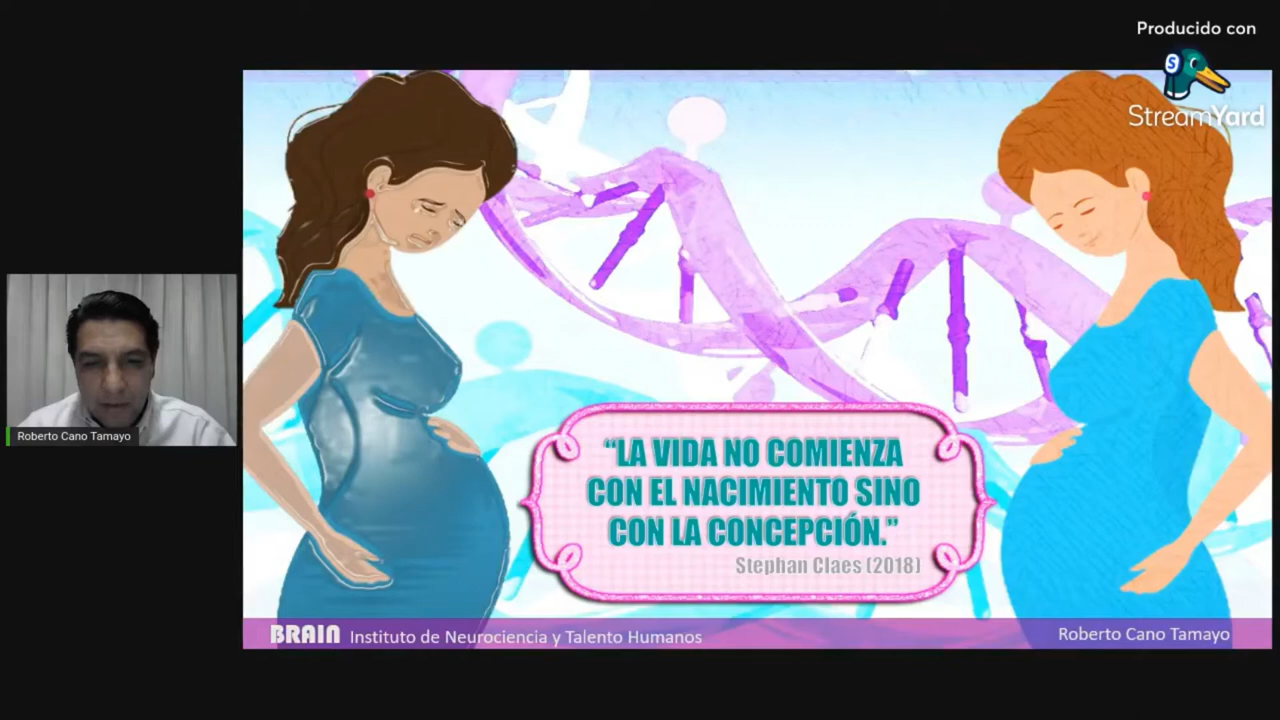 Producido con
StreamYard
“LA VIDA NO COMIENZA
CON EL NACIMIENTO SINO
CON LA CONCEPCIÓN.”
Stephan Claes (2018)
Roberto Cano Tamayo
BRAIN Instituto de Neurociencia y Talento Humanos
Roberto Cano Tamayo